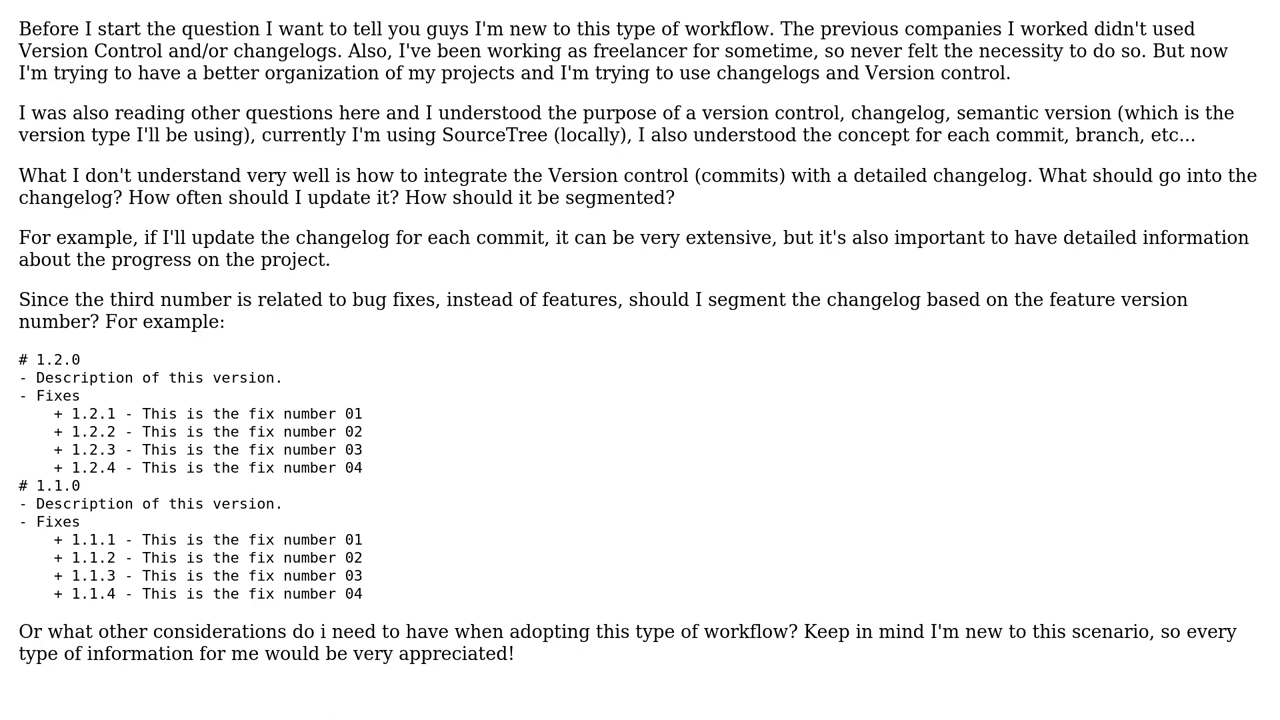 Before I start the question I want to tell you guys I'm new to this type of workflow. The previous companies I worked didn't used
Version Control and/or changelogs. Also, I've been working as freelancer for sometime, so never felt the necessity to do so. But now
I'm trying to have a better organization of my projects and I'm trying to use changelogs and Version control.
I was also reading other questions here and I understood the purpose of a version control, changelog, semantic version (which is the
version type I'll be using), currently I'm using SourceTree (locally), I also understood the concept for each commit, branch, etc...
What I don't understand very well is how to integrate the Version control (commits) with a detailed changelog. What should go into the
changelog? How often should I update it? How should it be segmented?
For example, if I'll update the changelog for each commit, it can be very extensive, but it's also important to have detailed information
about the progress on the project.
Since the third number is related to bug fixes, instead of features, should I segment the changelog based on the feature version
number? For example:
# 1.2.0
- Description of this version.
- Fixes
    + 1.2.1 - This is the fix number 01
    + 1.2.2 - This is the fix number 02
    + 1.2.3 - This is the fix number 03
    + 1.2.4 - This is the fix number 04
# 1.1.0
- Description of this version.
- Fixes
    + 1.1.1 - This is the fix number 01
    + 1.1.2 - This is the fix number 02
    + 1.1.3 - This is the fix number 03
    + 1.1.4 - This is the fix number 04
Or what other considerations do i need to have when adopting this type of workflow? Keep in mind I'm new to this scenario, so every
type of information for me would be very appreciated!